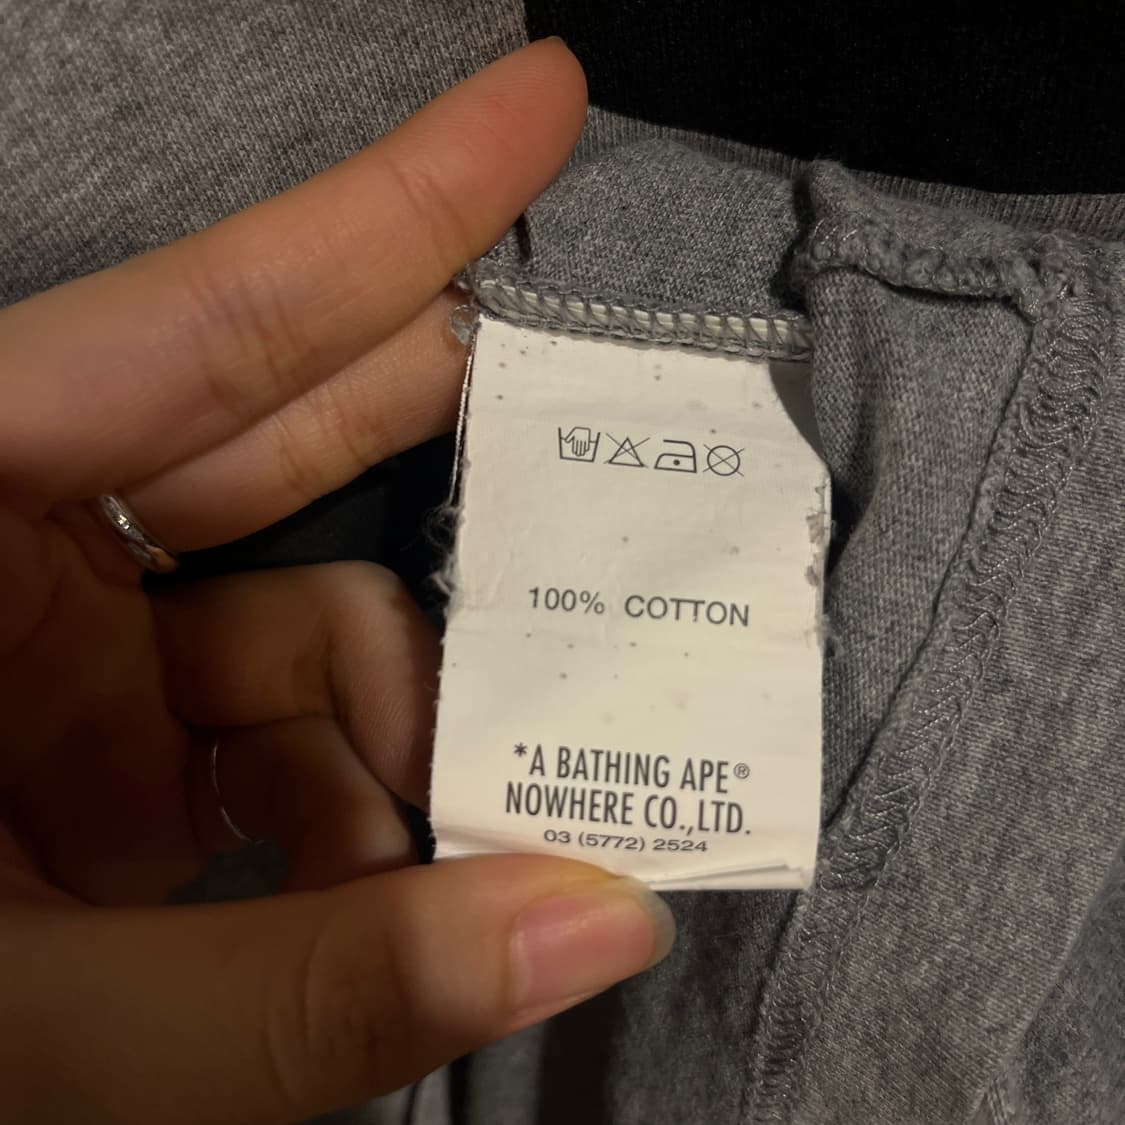 100% COTTON
*A BATHING APE®
NOWHERE CO.,LTD.
03 (5772) 2524